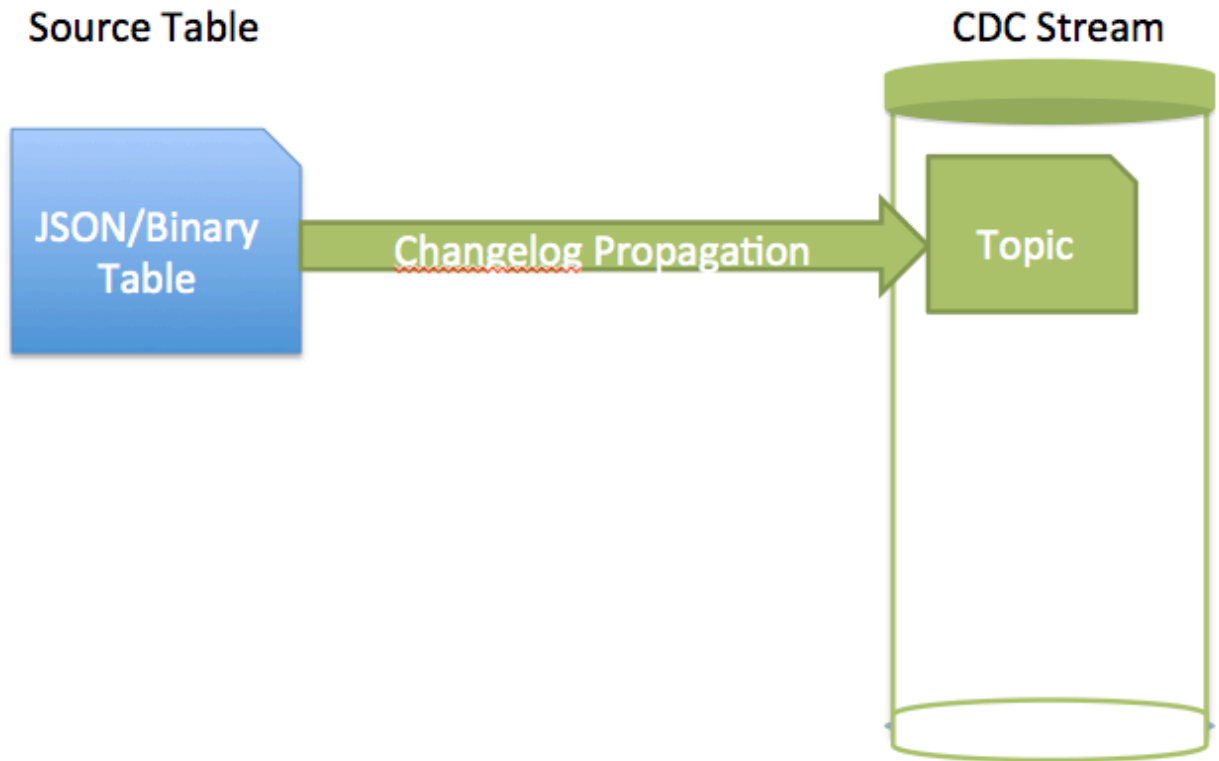 Source Table
CDC Stream
JSON/Binary
Table
Changelog Propagation
Topic